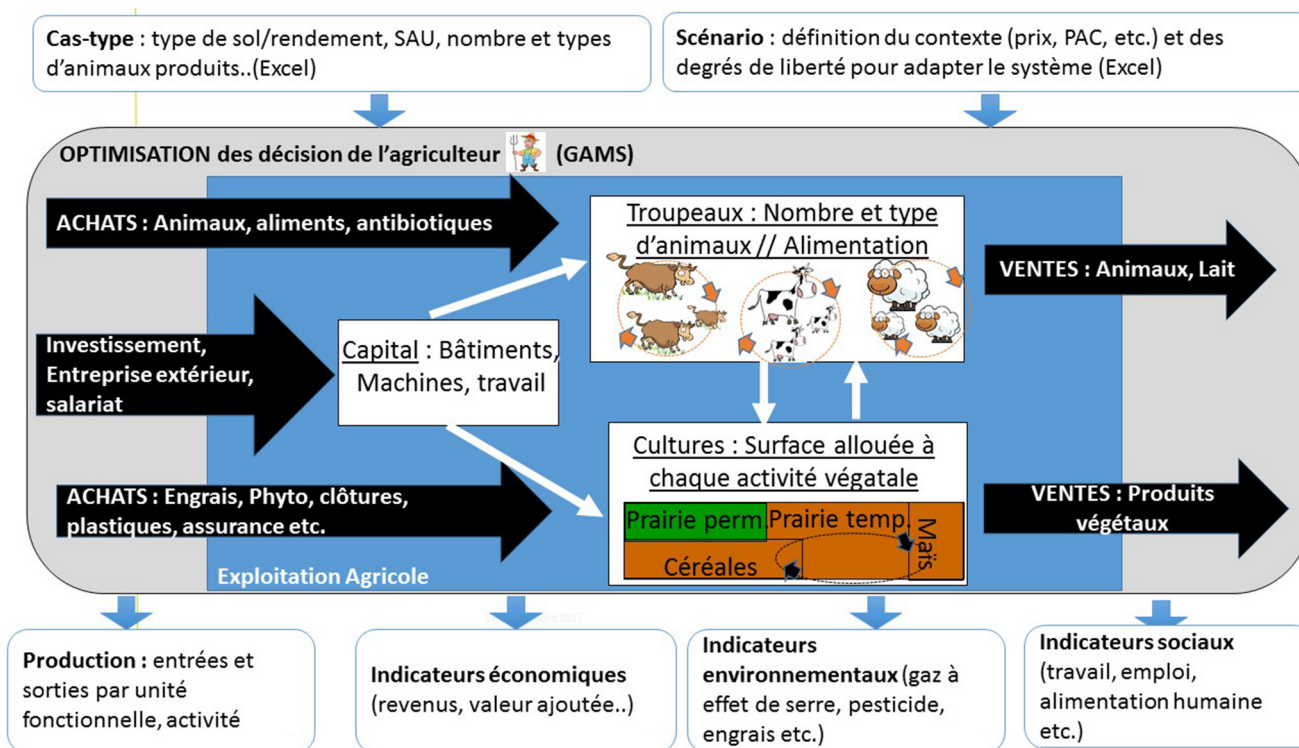 Cas-type : type de sol/rendement, SAU, nombre et types
d'animaux produits..(Excel)
Scénario : définition du contexte (prix, PAC, etc.) et des
degrés de liberté pour adapter le système (Excel)
OPTIMISATION des décision de l'agriculteur (GAMS)
ACHATS : Animaux, aliments, antibiotiques
Troupeaux : Nombre et type
d'animaux // Alimentation
VENTES : Animaux, Lait
Investissement,
Entreprise extérieur,
salariat
Capital : Bâtiments,
Machines, travail
Cultures : Surface allouée à
chaque activité végatale
ACHATS : Engrais, Phyto, clôtures,
plastiques, assurance etc.
Prairie perm.
Prairie temp.
Maïs
Céréales
VENTES : Produits
végétaux
Exploitation Agricole
Production : entrées et
sorties par unité
fonctionnelle, activité
Indicateurs économiques
(revenus, valeur ajoutée..)
Indicateurs
environnementaux (gaz à
effet de serre, pesticide,
engrais etc.)
Indicateurs sociaux
(travail, emploi,
alimentation humaine
etc.)